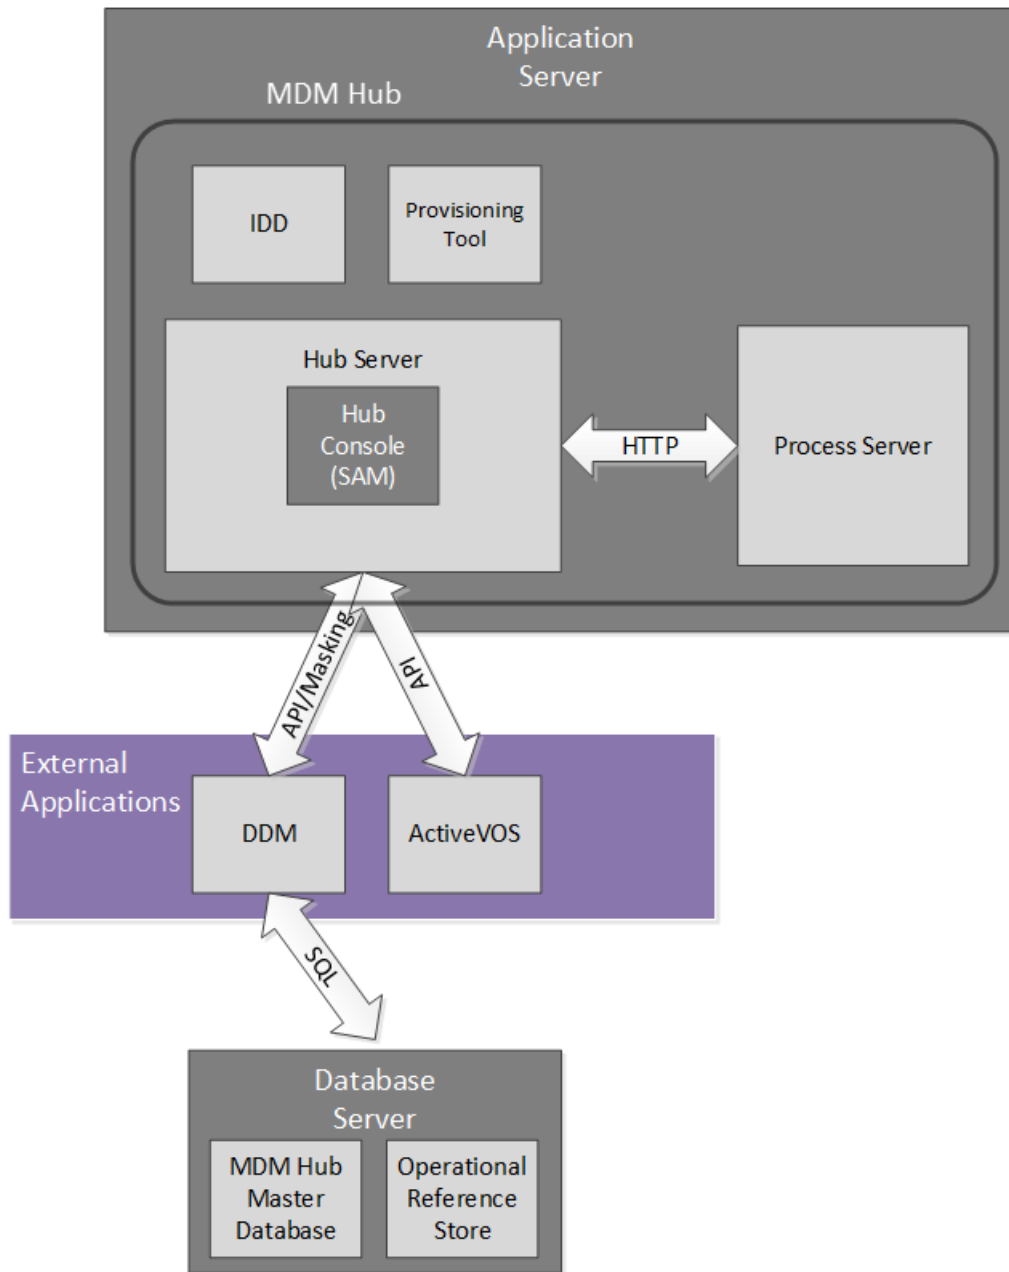 Application
Server
MDM Hub
IDD
Provisioning
Tool
Hub Server
Hub
Console
(SAM)
HTTP
Process Server
API/Masking
API
External
Applications
DDM
ActiveVOS
SQL
Database
Server
MDM Hub
Master
Database
Operational
Reference
Store